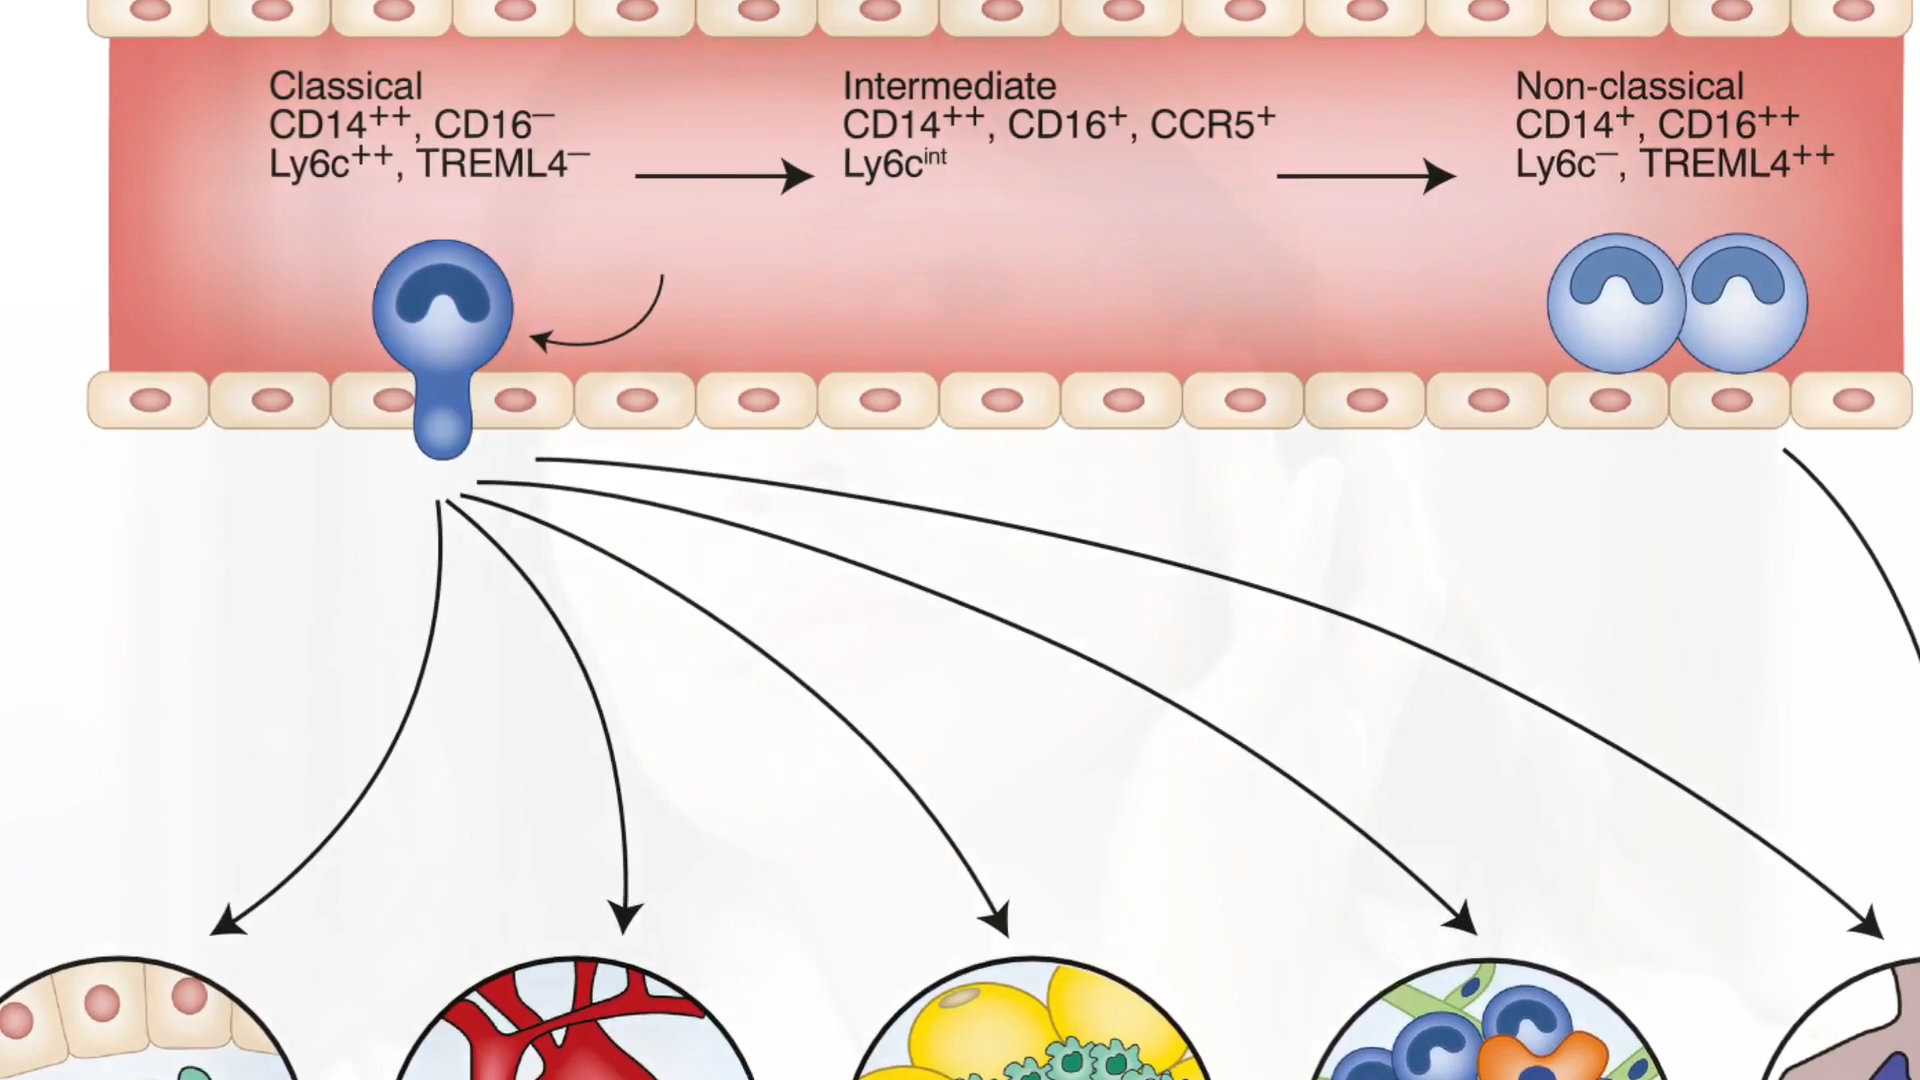 Classical
CD14⁺⁺, CD16⁻
Ly6c⁺⁺, TREML4⁻
Intermediate
CD14⁺⁺, CD16⁺, CCR5⁺
Ly6cⁱⁿᵗ
Non-classical
CD14⁺, CD16⁺⁺
Ly6c⁻, TREML4⁺⁺